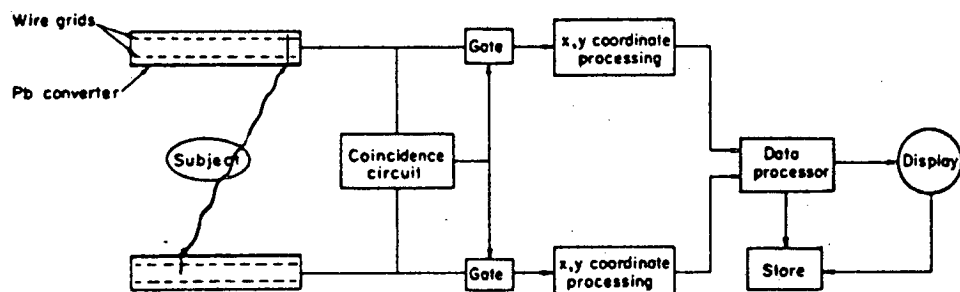 Wire grids
Pb converter
Subject
Coincidence
circuit
Gate
x,y coordinate
processing
Gate
x,y coordinate
processing
Data
processor
Display
Store